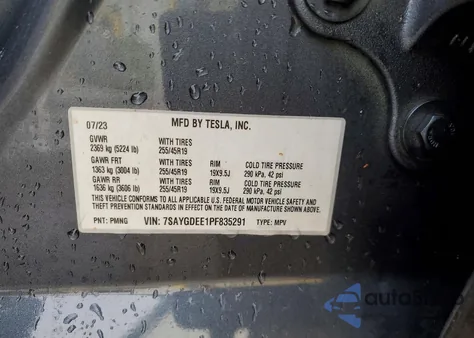 MFD BY TESLA, INC.
07/23
GVWR WITH TIRES
2369 kg (5224 lb) 255/45R19
GAWR FRT WITH TIRES RIM COLD TIRE PRESSURE
1363 kg (3004 lb) 255/45R19 19X9.5J 290 kPa, 42 psi
GAWR RR WITH TIRES RIM COLD TIRE PRESSURE
1636 kg (3606 lb) 255/45R19 19X9.5J 290 kPa, 42 psi
THIS VEHICLE CONFORMS TO ALL APPLICABLE U.S. FEDERAL MOTOR VEHICLE
SAFETY AND THEFT PREVENTION STANDARDS IN EFFECT ON THE DATE OF
MANUFACTURE SHOWN ABOVE.
PNT: PMNG VIN: 7SAYGDEE1PF835291 TYPE: MPV